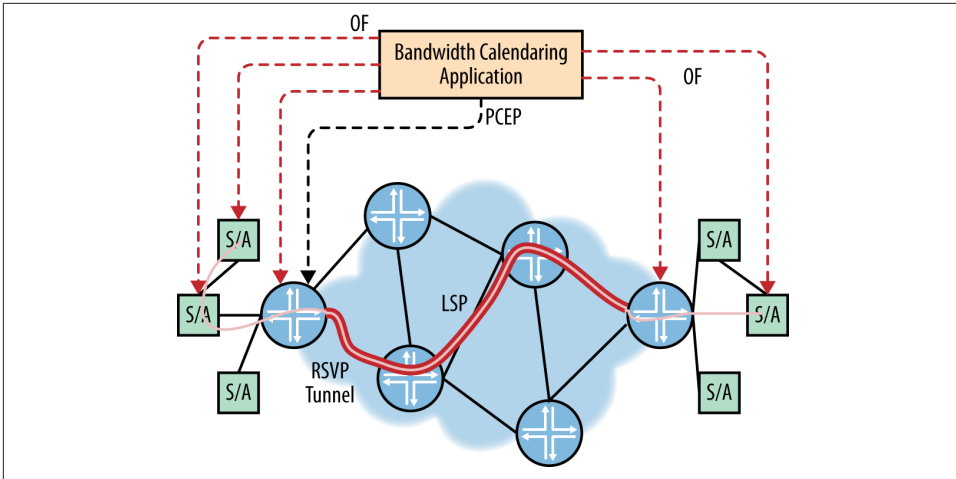 OF
Bandwidth Calendaring
Application
OF
PCEP
S/A
S/A
S/A
S/A
LSP
S/A
RSVP
Tunnel
S/A
S/A